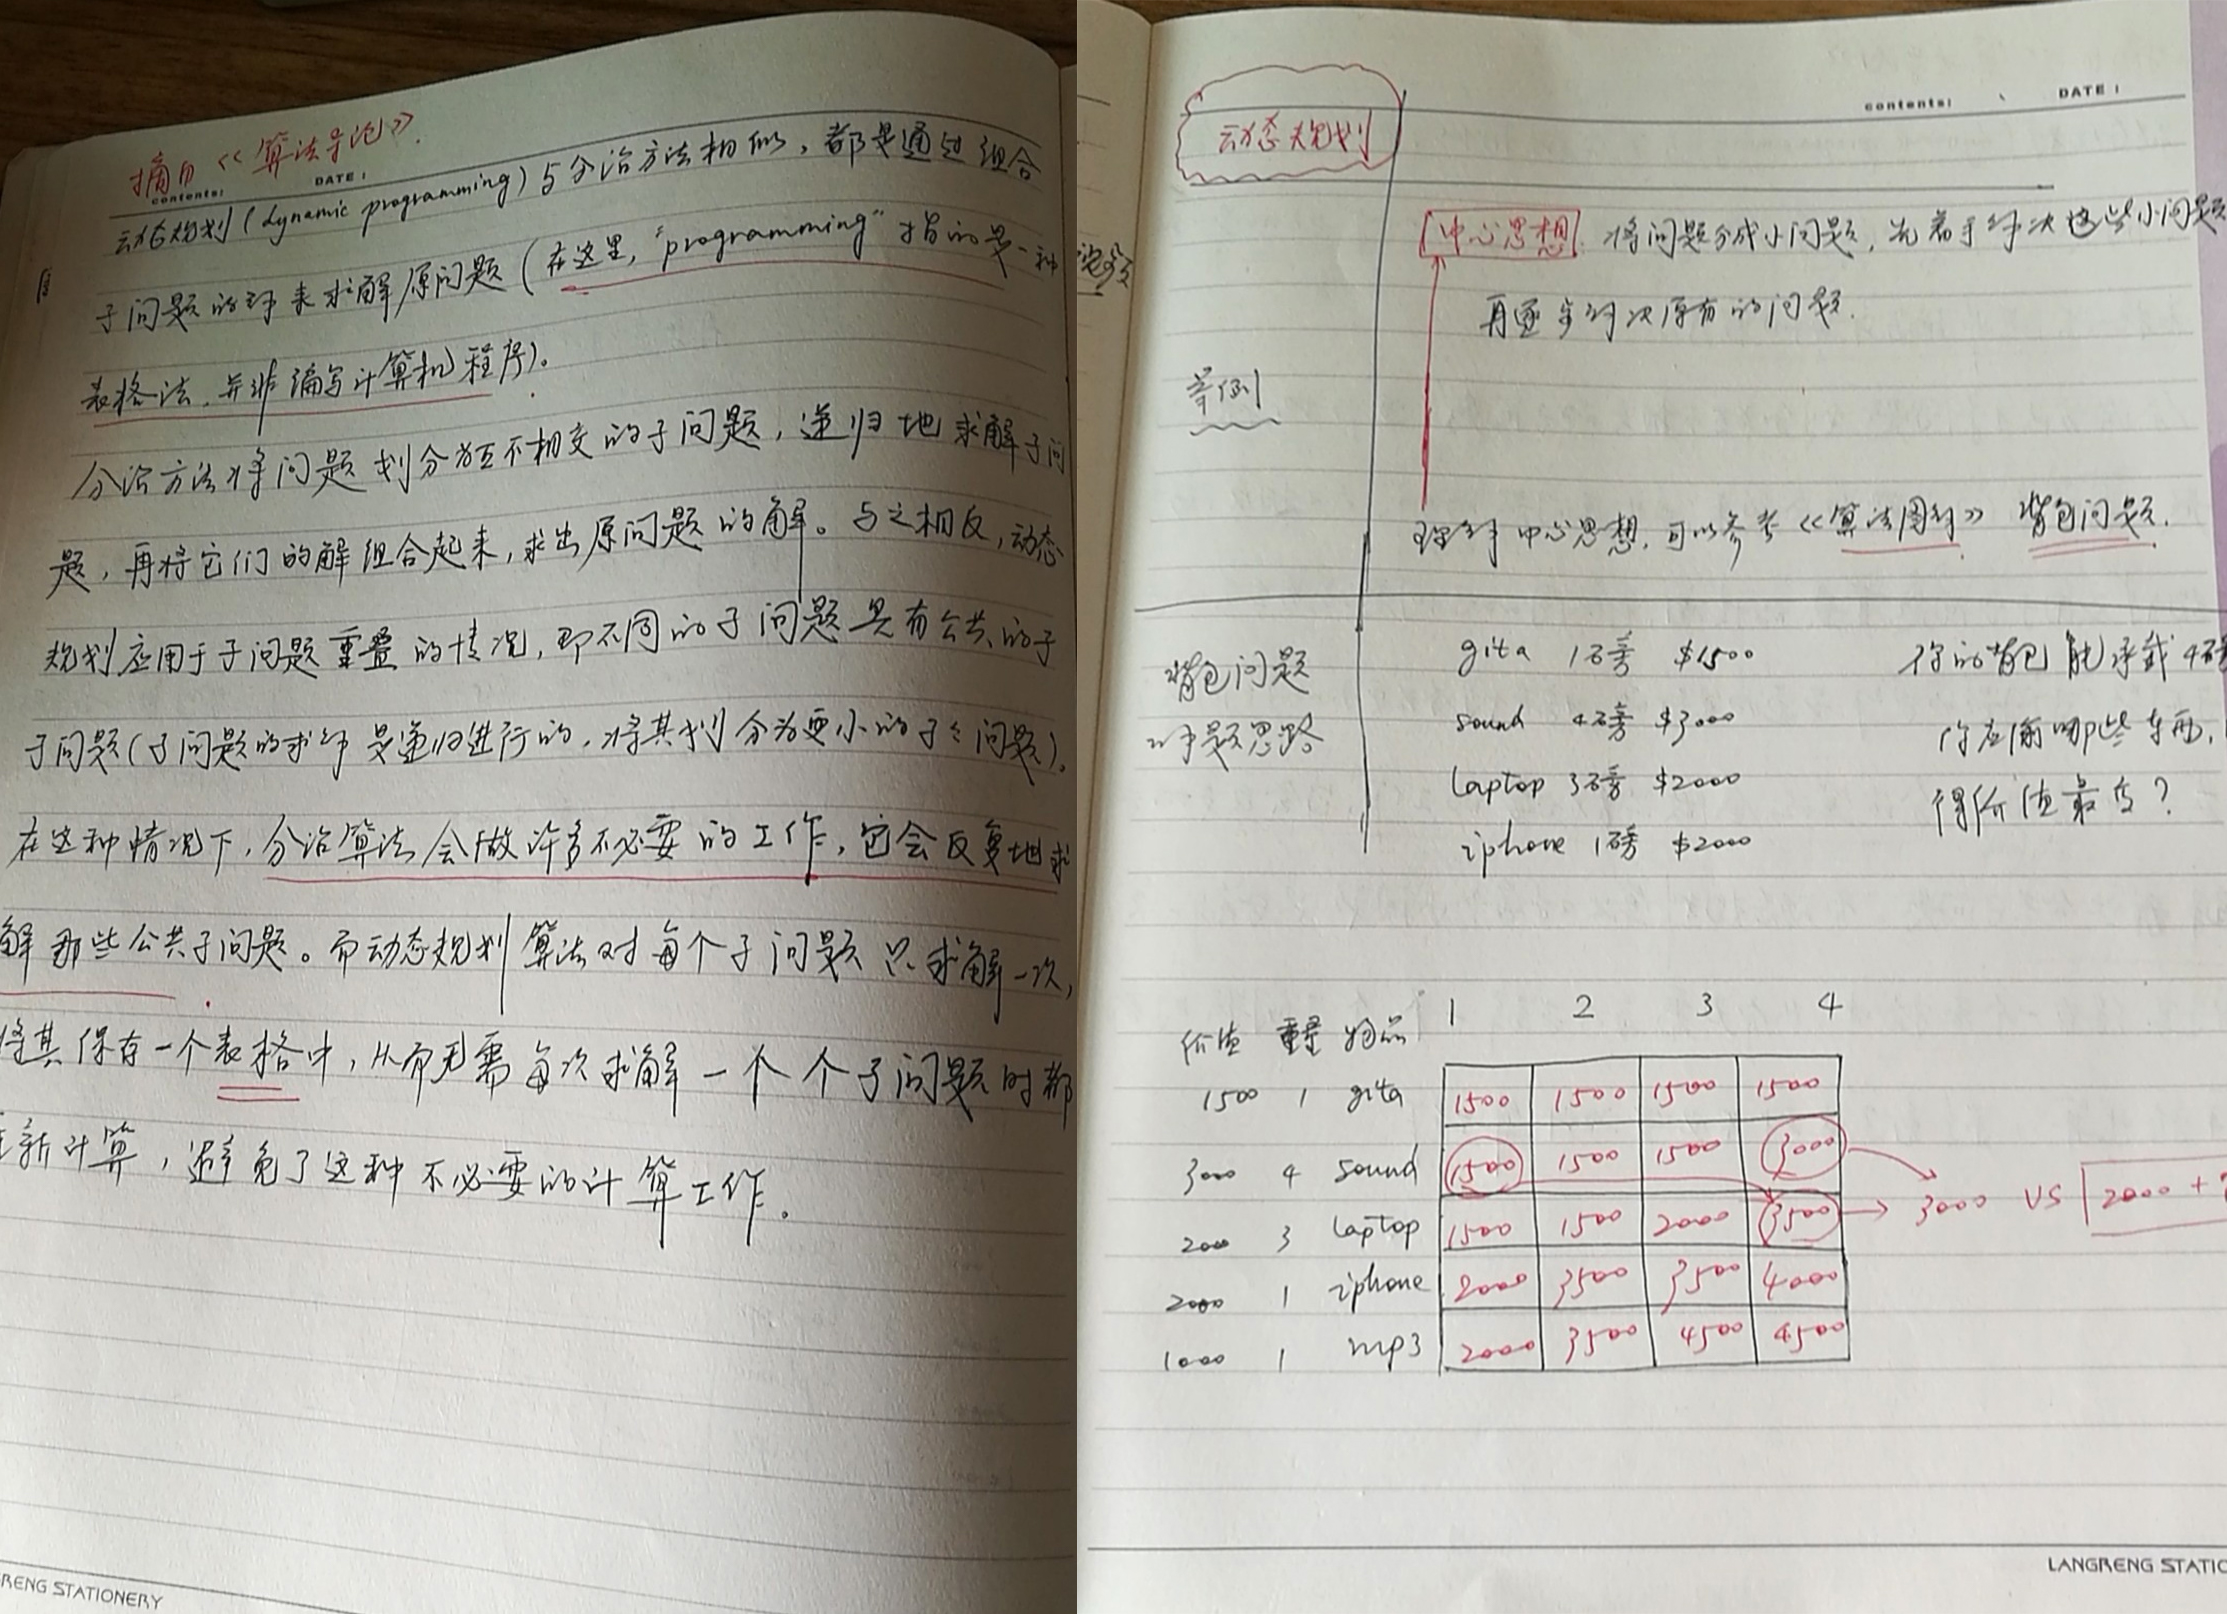 摘自《算法导论》.
contents:
DATE:
动态规划(dynamic programming)与分治方法相似，都是通过组合
子问题的解来求解原问题(在这里，"programming"指的是一种
表格法，并非编写计算机程序)。
分治方法将问题划分为互不相交的子问题，递归地求解子问
题，再将它们的解组合起来，求出原问题的解。与之相反，动态
规划应用于子问题重叠的情况，即不同的子问题具有公共的子
子问题(子问题的求解是递归进行的，将其划分为更小的子子问题)。
在这种情况下，分治算法会做许多不必要的工作，它会反复地求
解那些公共子问题。而动态规划算法对每个子问题只求解一次，
将其保存一个表格中，从而无需每次求解一个个子问题时都
新计算，避免了这种不必要的计算工作。
RENG STATIONERY
contents:
DATE:
动态规划
中心思想: 将问题分成小问题，先着手解决这些小问题
再逐步解决原有的问题.
举例
理解中心思想，可以参考《算法图解》背包问题.
背包问题
解题思路
gita 1磅 $1500
sound 4磅 $3000
laptop 3磅 $2000
iphone 1磅 $2000
你的背包能承载4磅
你应偷哪些东西，
得价值最高?
价值 重量 物品 1 2 3 4
1500 1 gita 1500 1500 1500 1500
3000 4 sound 1500 1500 1500 3000
2000 3 laptop 1500 1500 2000 3500 → 3000 VS 2000 +
2000 1 iphone 2000 3500 3500 4000
1000 1 mp3 2000 3500 4500 4500
LANGRENG STATIO